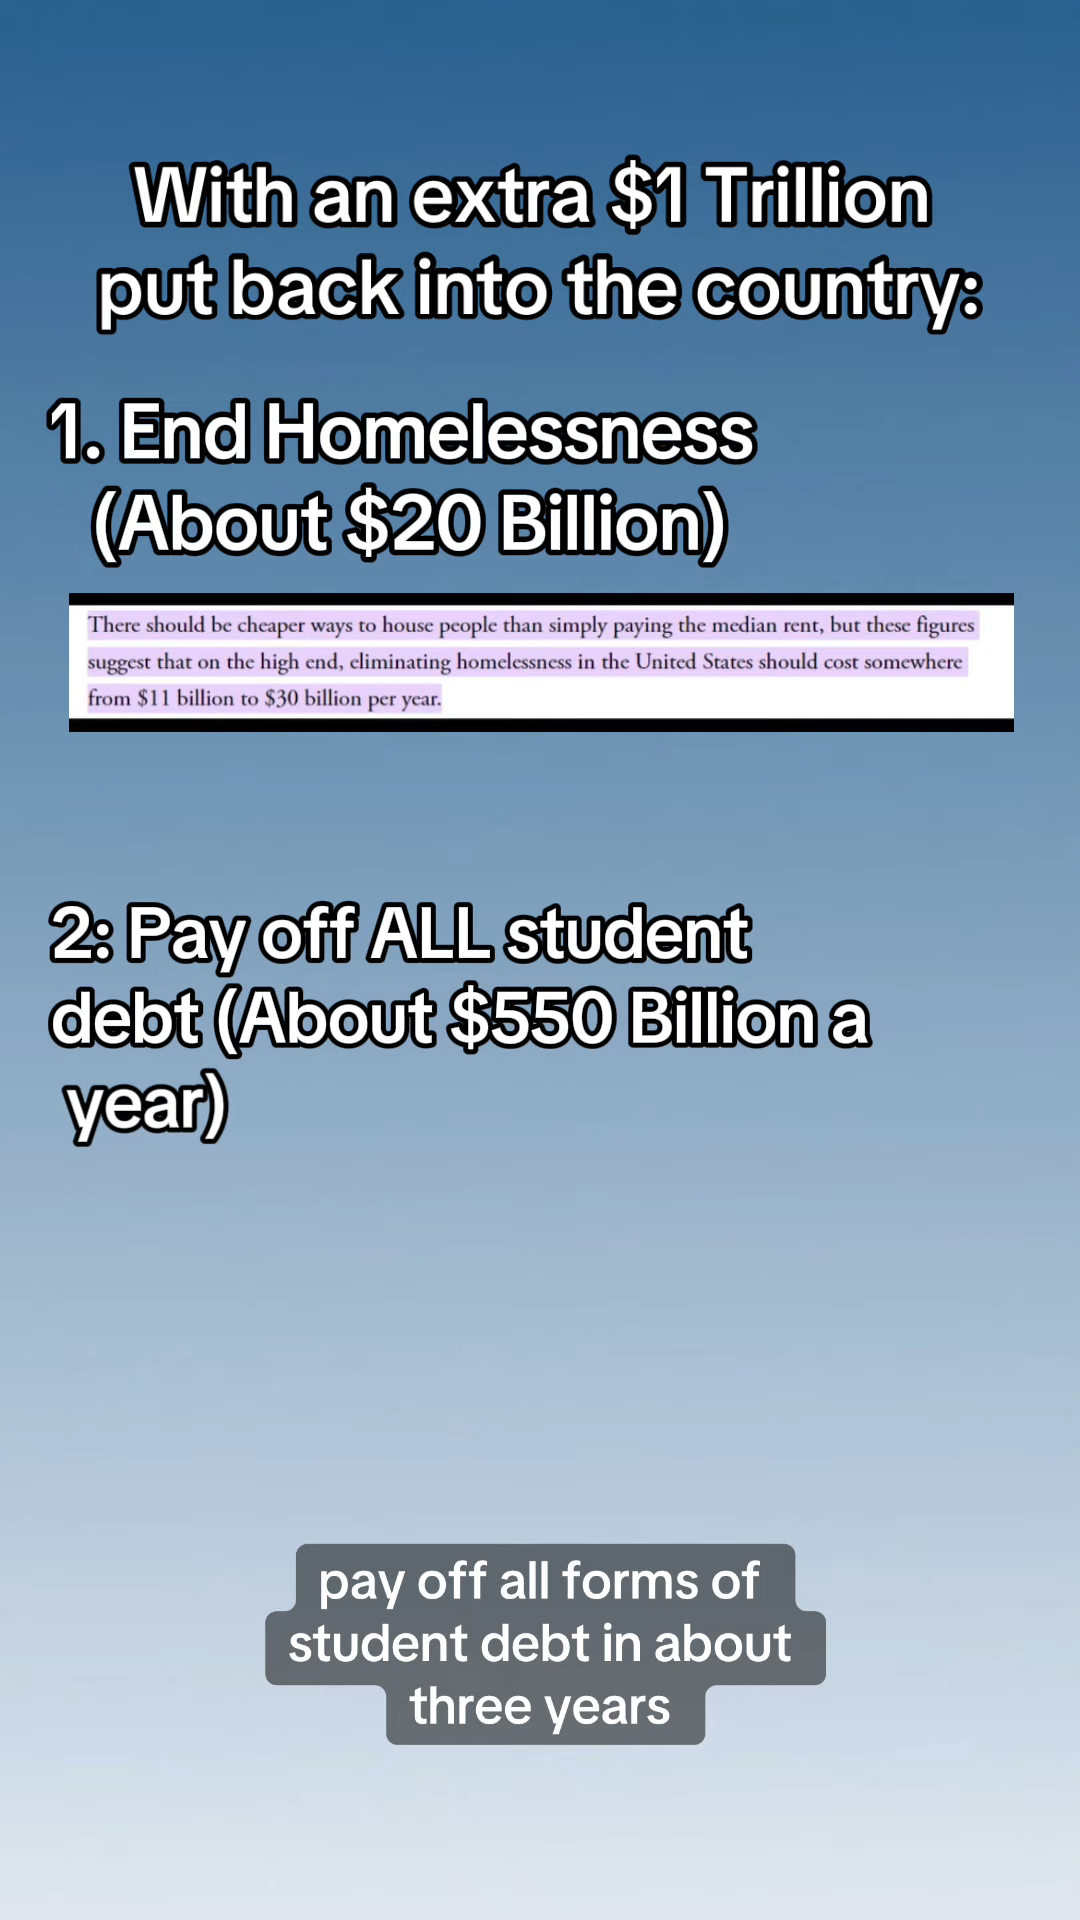 With an extra $1 Trillion
put back into the country:
1. End Homelessness
(About $20 Billion)
There should be cheaper ways to house people than simply paying the median rent, but these figures
suggest that on the high end, eliminating homelessness in the United States should cost somewhere
from $11 billion to $30 billion per year.
2: Pay off ALL student
debt (About $550 Billion a
year)
pay off all forms of
student debt in about
three years